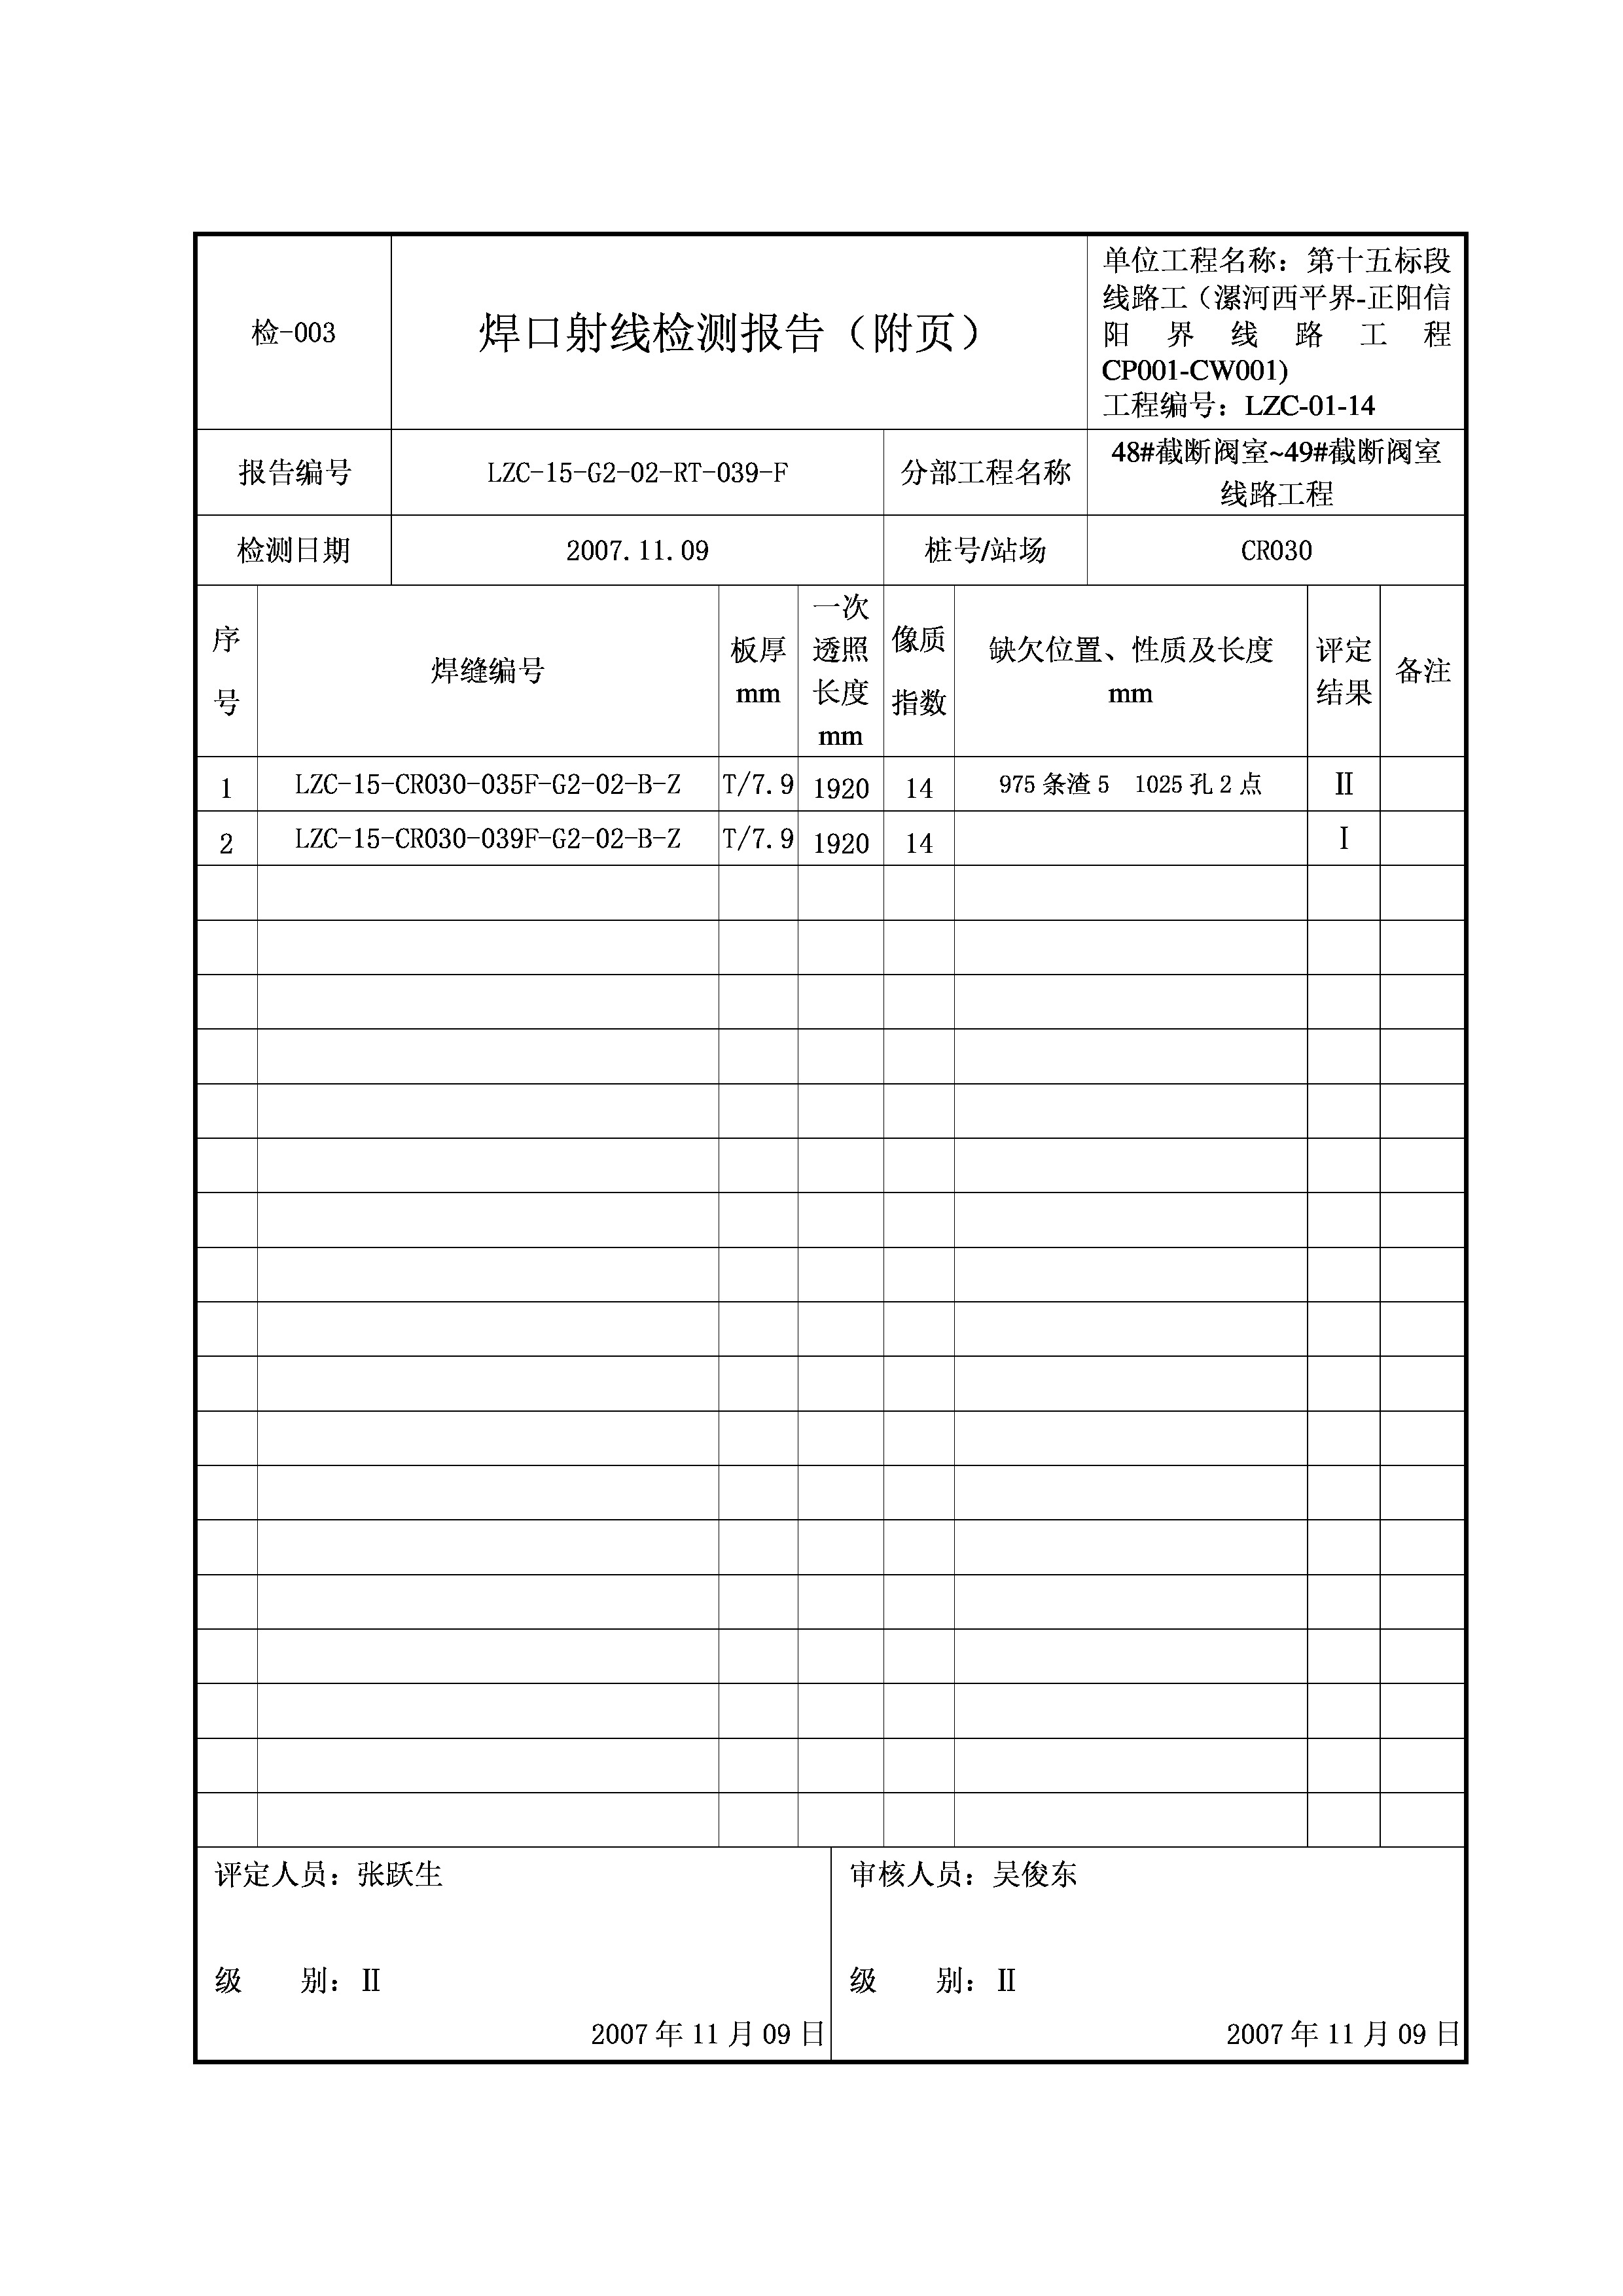 检-003
焊口射线检测报告（附页）
单位工程名称：第十五标段
线路工（漯河西平界-正阳信
阳界线路工程
CP001-CW001)
工程编号：LZC-01-14
报告编号
LZC-15-G2-02-RT-039-F
分部工程名称
48#截断阀室~49#截断阀室
线路工程
检测日期
2007.11.09
桩号/站场
CR030
序
号
焊缝编号
板厚
mm
一次
透照
长度
mm
像质
指数
缺欠位置、性质及长度
mm
评定
结果
备注
1 LZC-15-CR030-035F-G2-02-B-Z T/7.9 1920 14 975 条渣 5 1025 孔 2 点 II
2 LZC-15-CR030-039F-G2-02-B-Z T/7.9 1920 14 I
评定人员：张跃生
级 别：II
2007 年 11 月 09 日
审核人员：吴俊东
级 别：II
2007 年 11 月 09 日